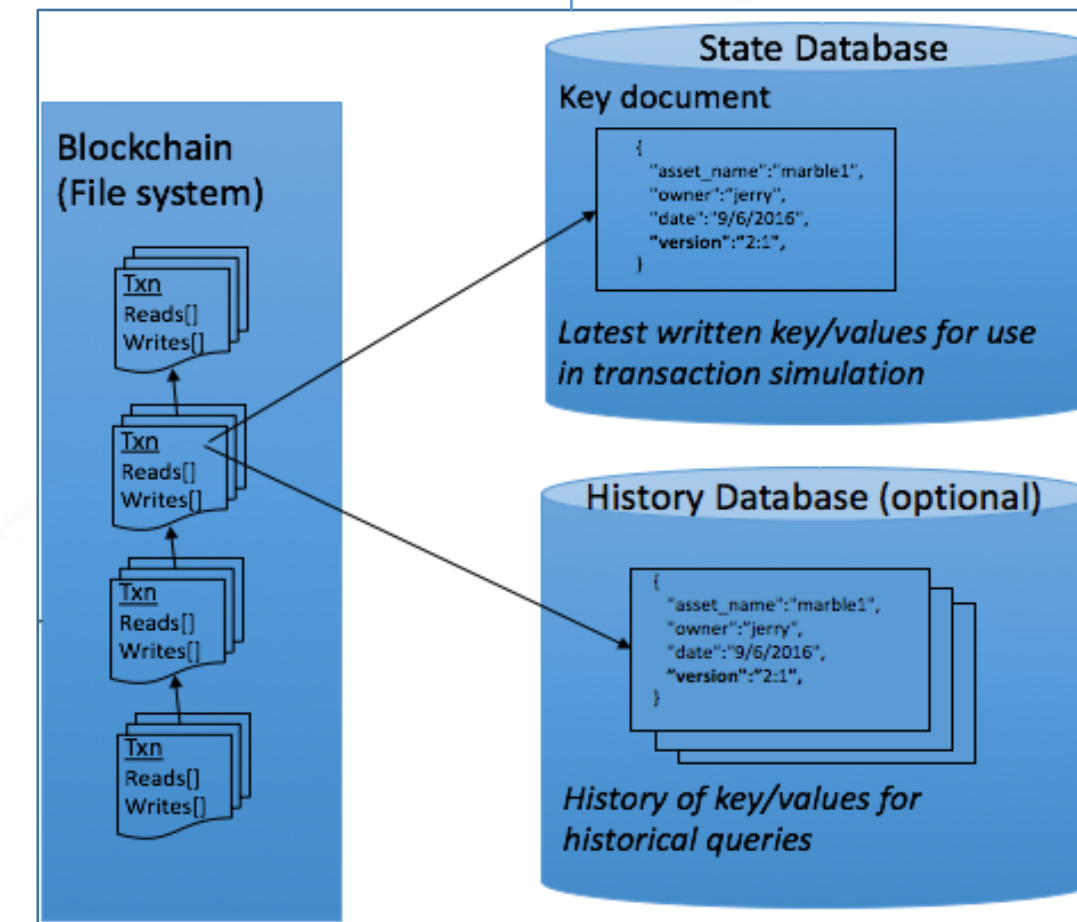 Blockchain
(File system)
Txn
Reads[]
Writes[]
Txn
Reads[]
Writes[]
Txn
Reads[]
Writes[]
Txn
Reads[]
Writes[]
State Database
Key document
{
"asset_name":"marble1",
"owner":"jerry",
"date":"9/6/2016",
"version":"2:1",
}
Latest written key/values for use
in transaction simulation
History Database (optional)
{
"asset_name":"marble1",
"owner":"jerry",
"date":"9/6/2016",
"version":"2:1",
}
History of key/values for
historical queries